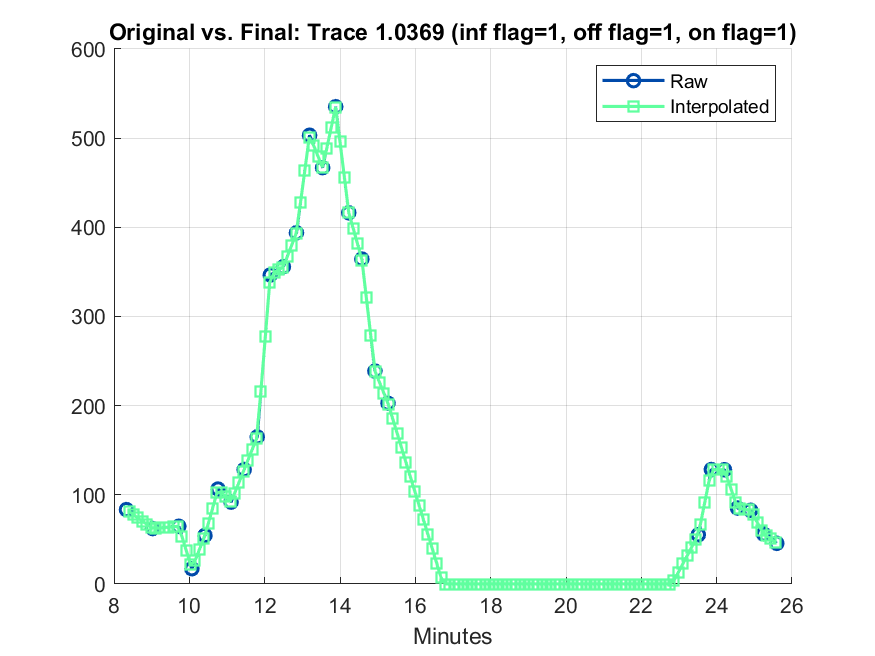 Original vs. Final: Trace 1.0369 (inf flag=1, off flag=1, on flag=1)
600
500
400
300
200
100
0
Raw
Interpolated
8 10 12 14 16 18 20 22 24 26
Minutes